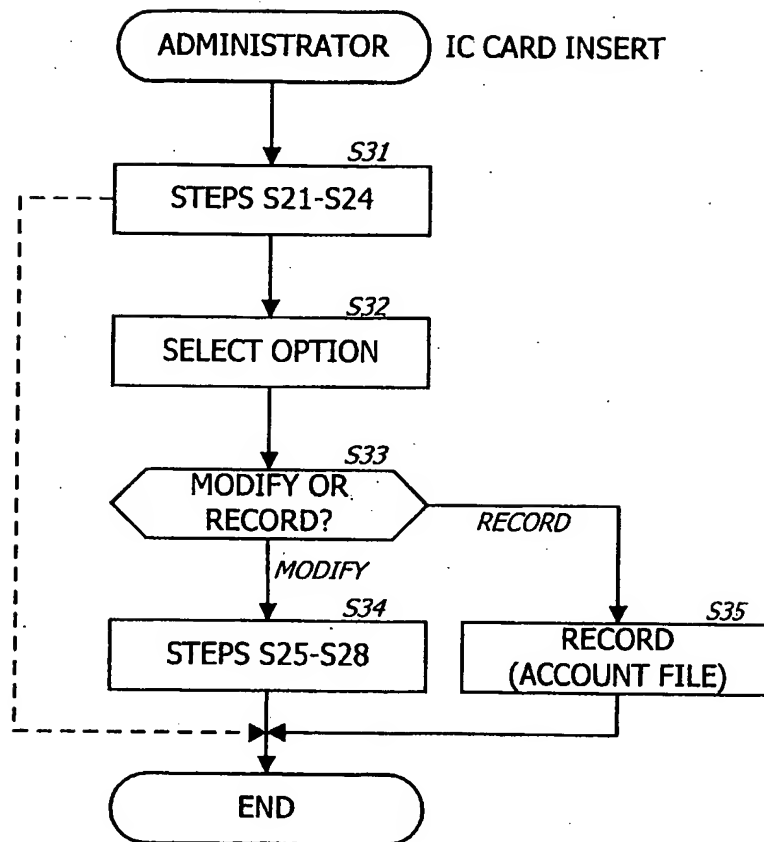 ADMINISTRATOR IC CARD INSERT
S31
STEPS S21-S24
S32
SELECT OPTION
S33
MODIFY OR
RECORD?
RECORD
MODIFY
S34
STEPS S25-S28
S35
RECORD
(ACCOUNT FILE)
END